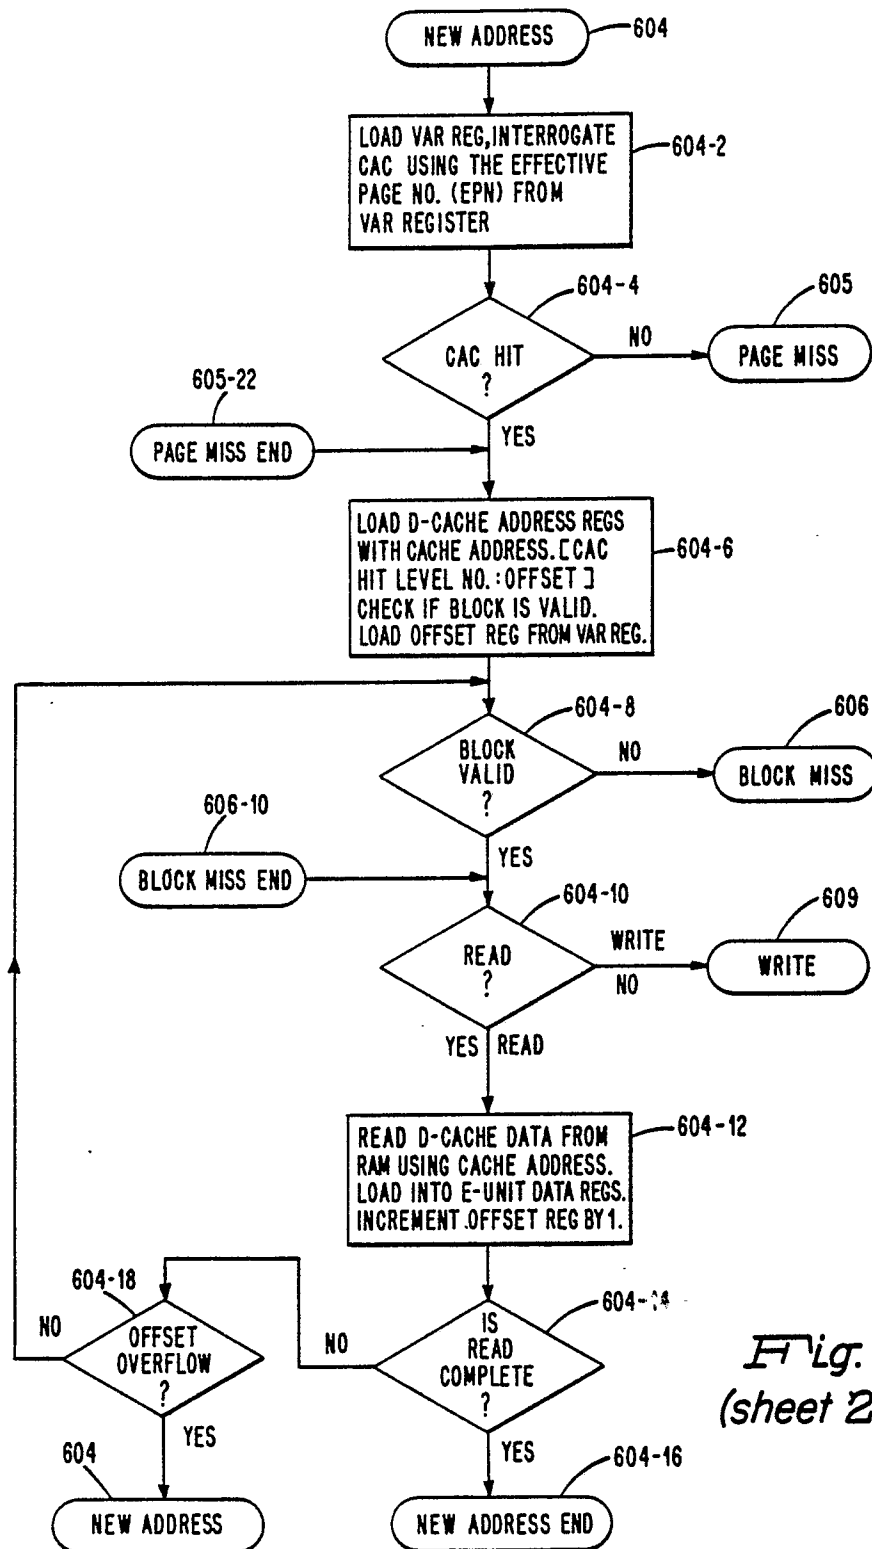 NEW ADDRESS
604
LOAD VAR REG,INTERROGATE
CAC USING THE EFFECTIVE
PAGE NO. (EPN) FROM
VAR REGISTER
604-2
604-4
CAC HIT
?
NO
605
PAGE MISS
605-22
PAGE MISS END
YES
LOAD D-CACHE ADDRESS REGS
WITH CACHE ADDRESS.[CAC
HIT LEVEL NO.:OFFSET ]
CHECK IF BLOCK IS VALID.
LOAD OFFSET REG FROM VAR REG.
604-6
604-8
BLOCK
VALID
?
NO
606
BLOCK MISS
606-10
BLOCK MISS END
YES
604-10
READ
?
WRITE
NO
609
WRITE
YES READ
READ D-CACHE DATA FROM
RAM USING CACHE ADDRESS.
LOAD INTO E-UNIT DATA REGS.
INCREMENT OFFSET REG BY 1.
604-12
604-18
NO
OFFSET
OVERFLOW
?
NO
IS
READ
COMPLETE
?
604-14
Fig.
(sheet 2
YES
604
NEW ADDRESS
YES
604-16
NEW ADDRESS END